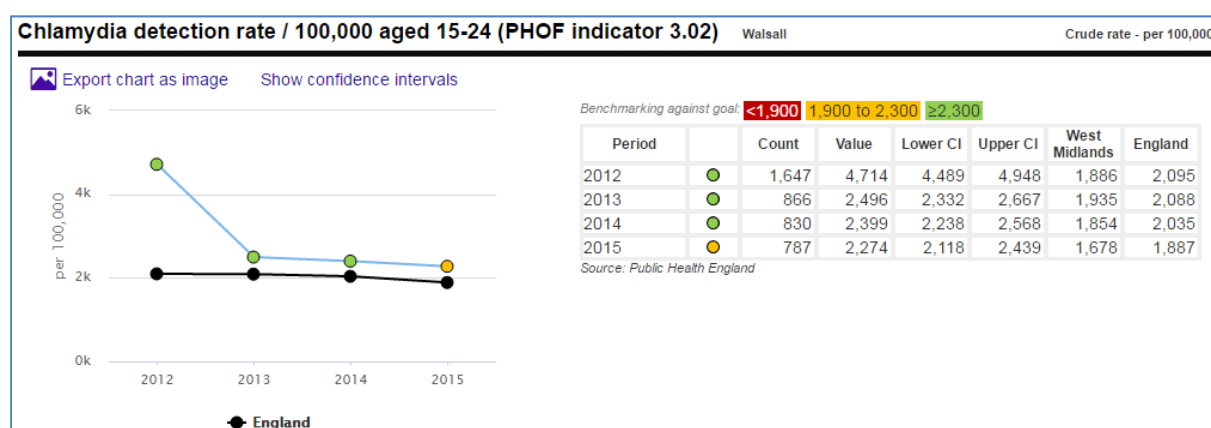 Chlamydia detection rate / 100,000 aged 15-24 (PHOF indicator 3.02) Walsall Crude rate - per 100,000
Export chart as image Show confidence intervals
6k
4k
2k
0k
per 100,000
2012 2013 2014 2015
England
Benchmarking against goal: <1,900 1,900 to 2,300 ≥2,300
Period Count Value Lower CI Upper CI West Midlands England
2012 1,647 4,714 4,489 4,948 1,886 2,095
2013 866 2,496 2,332 2,667 1,935 2,088
2014 830 2,399 2,238 2,568 1,854 2,035
2015 787 2,274 2,118 2,439 1,678 1,887
Source: Public Health England